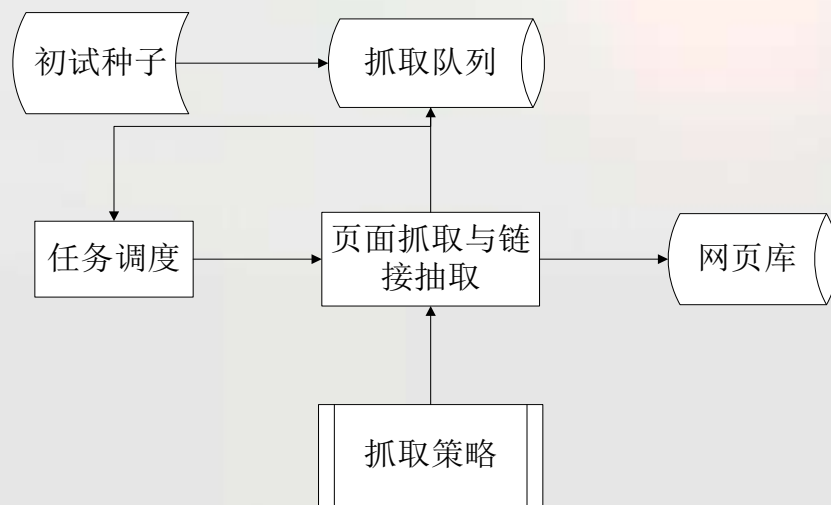 初试种子
抓取队列
任务调度
页面抓取与链
接抽取
网页库
抓取策略